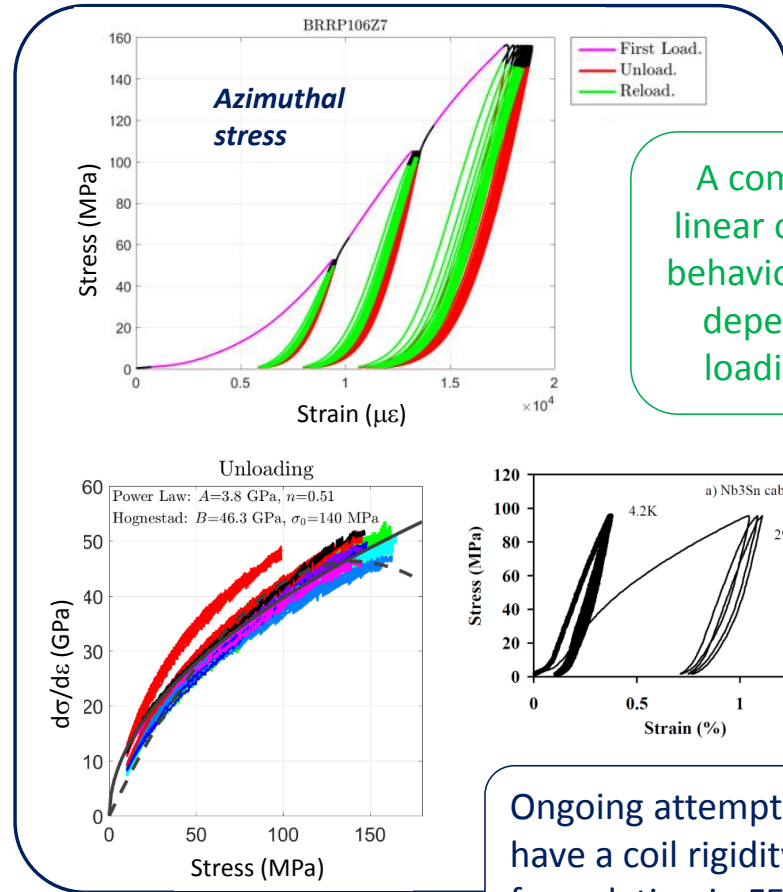 BRRP106Z7
160
140
120
100
80
60
40
20
0
Stress (MPa)
Azimuthal
stress
First Load.
Unload.
Reload.
0
0.5
1
1.5
2
×10⁴
Strain (με)
linear
depe
loadi
Unloading
60
50
40
30
20
10
0
dσ/dε (GPa)
Power Law: A=3.8 GPa, n=0.51
Hognestad: B=46.3 GPa, σ₀=140 MPa
0
50
100
150
Stress (MPa)
120
100
80
60
40
20
0
Stress (MPa)
a) Nb3Sn cab
4.2K
29
0
0.5
1
Strain (%)
Ongoing attempt
have a coil rigidity